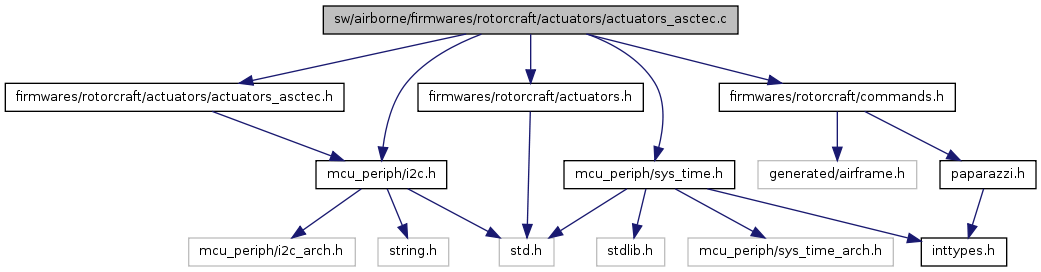 sw/airborne/firmwares/rotorcraft/actuators/actuators_asctec.c
firmwares/rotorcraft/actuators/actuators_asctec.h
firmwares/rotorcraft/actuators.h
firmwares/rotorcraft/commands.h
mcu_periph/i2c.h
mcu_periph/sys_time.h
generated/airframe.h
paparazzi.h
mcu_periph/i2c_arch.h
string.h
std.h
stdlib.h
mcu_periph/sys_time_arch.h
inttypes.h